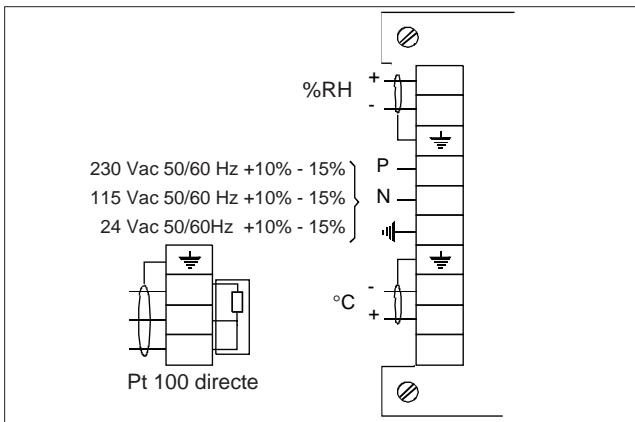 +
%RH
-
230 Vac 50/60 Hz +10% - 15%
P
115 Vac 50/60 Hz +10% - 15%
N
24 Vac 50/60Hz +10% - 15%
-
°C
+
Pt 100 directe